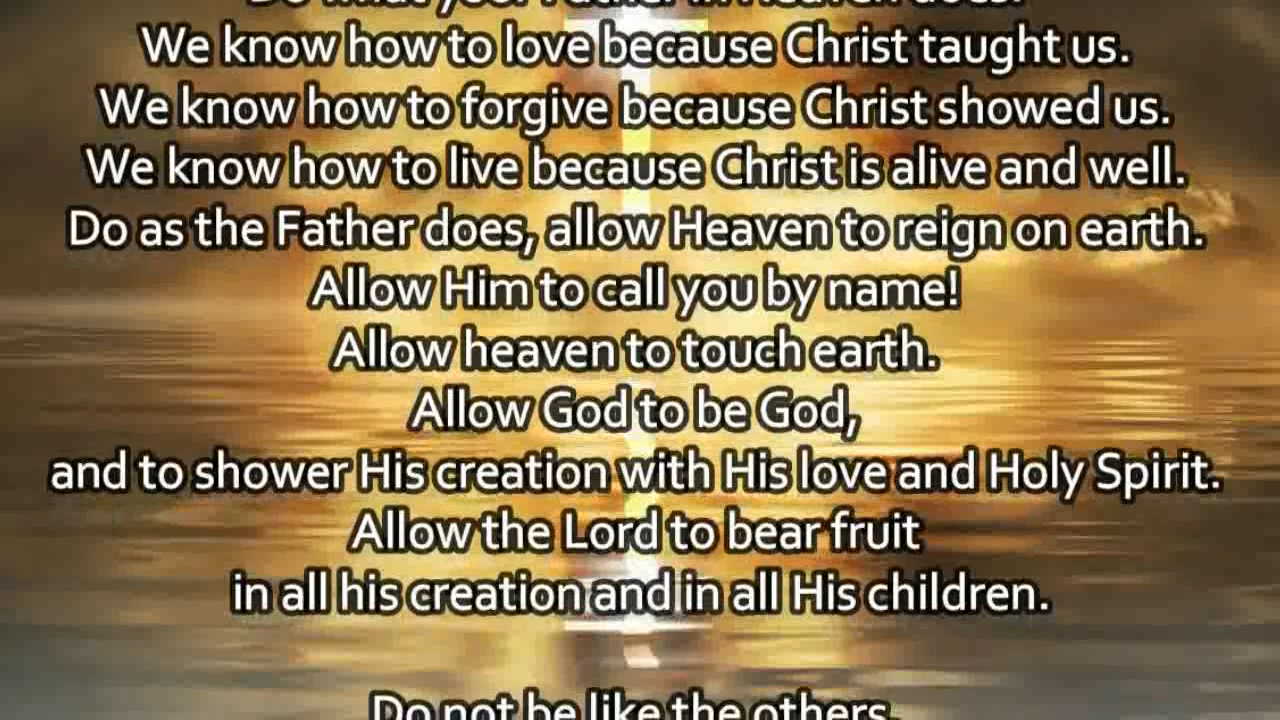 Do what your Father in Heaven does.
We know how to love because Christ taught us.
We know how to forgive because Christ showed us.
We know how to live because Christ is alive and well.
Do as the Father does, allow Heaven to reign on earth.
Allow Him to call you by name!
Allow heaven to touch earth.
Allow God to be God,
and to shower His creation with His love and Holy Spirit.
Allow the Lord to bear fruit
in all his creation and in all His children.
Do not be like the others.